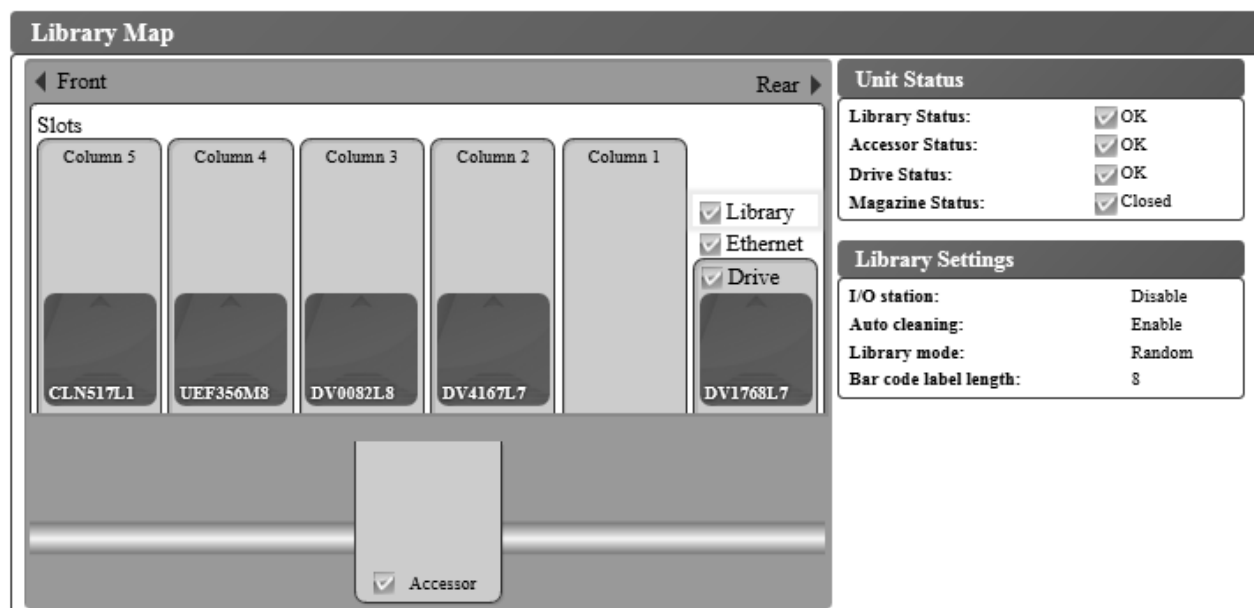 Library Map
Front
Rear
Slots
Column 5
Column 4
Column 3
Column 2
Column 1
Library
Ethernet
Drive
CLN517L1
UEF356M8
DV0082L8
DV4167L7
DV1768L7
Accessor
Unit Status
Library Status: OK
Accessor Status: OK
Drive Status: OK
Magazine Status: Closed
Library Settings
I/O station: Disable
Auto cleaning: Enable
Library mode: Random
Bar code label length: 8